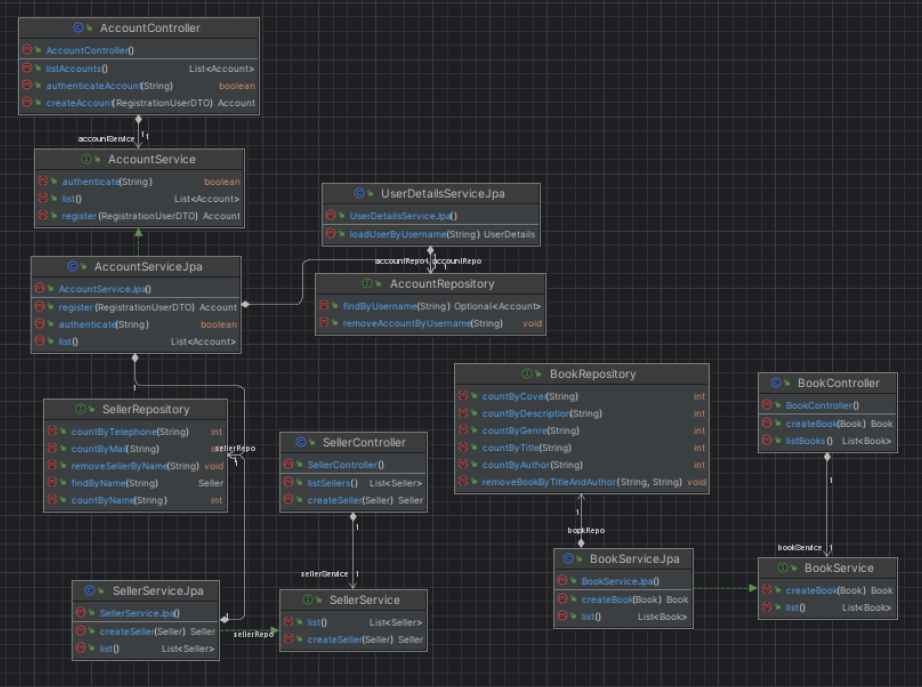 AccountController
AccountController()
listAccounts() List<Account>
authenticateAccount(String) boolean
createAccount(RegistrationUserDTO) Account
1
accountService 1
AccountService
authenticate(String) boolean
list() List<Account>
register(RegistrationUserDTO) Account
UserDetailsServiceJpa
UserDetailsServiceJpa()
loadUserByUsername(String) UserDetails
accountRepo 1 accountRepo
1
AccountServiceJpa
AccountServiceJpa()
register(RegistrationUserDTO) Account
authenticate(String) boolean
list() List<Account>
AccountRepository
findByUsername(String) Optional<Account>
removeAccountByUsername(String) void
1
SellerRepository
countByTelephone(String) int
countByMail(String) int
removeSellerByName(String) void
findByName(String) Seller
countByName(String) int
sellerRepo
1
SellerController
SellerController()
listSellers() List<Seller>
createSeller(Seller) Seller
1
sellerService 1
BookRepository
countByCover(String) int
countByDescription(String) int
countByGenre(String) int
countByTitle(String) int
countByAuthor(String) int
removeBookByTitleAndAuthor(String, String) void
1
bookRepo
BookController
BookController()
createBook(Book) Book
listBooks() List<Book>
1
bookService 1
SellerServiceJpa
SellerServiceJpa()
createSeller(Seller) Seller
list() List<Seller>
1
sellerRepo
SellerService
list() List<Seller>
createSeller(Seller) Seller
BookServiceJpa
BookServiceJpa()
createBook(Book) Book
list() List<Book>
BookService
createBook(Book) Book
list() List<Book>